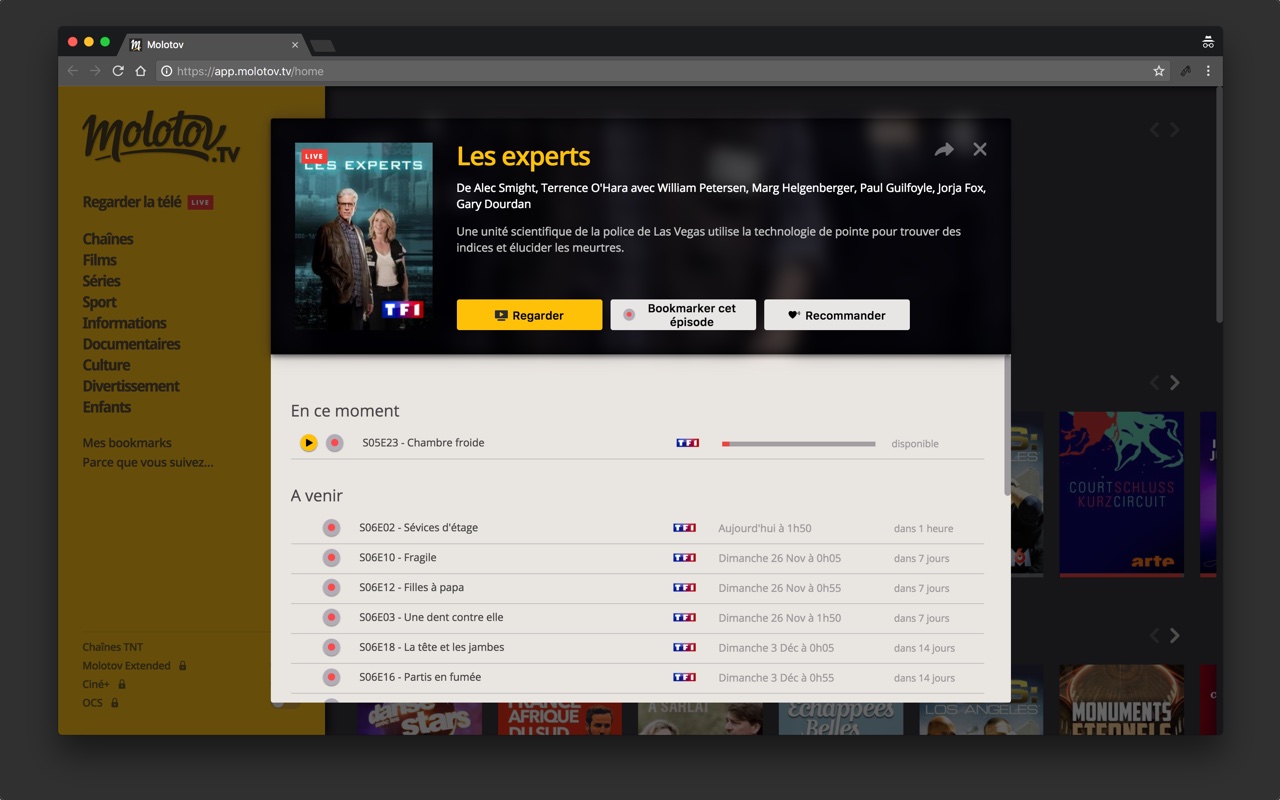 Molotov
https://app.molotov.tv/home
molotov.TV
Regarder la télé LIVE
Chaînes
Films
Séries
Sport
Informations
Documentaires
Culture
Divertissement
Enfants
Mes bookmarks
Parce que vous suivez...
Chaînes TNT
Molotov Extended
Ciné+
OCS
LIVE
LES EXPERTS
TF1
Les experts
De Alec Smight, Terrence O'Hara avec William Petersen, Marg Helgenberger, Paul Guilfoyle, Jorja Fox,
Gary Dourdan
Une unité scientifique de la police de Las Vegas utilise la technologie de pointe pour trouver des
indices et élucider les meurtres.
Regarder
Bookmarker cet
épisode
Recommander
En ce moment
S05E23 - Chambre froide TF1 disponible
A venir
S06E02 - Sévices d'étage TF1 Aujourd'hui à 1h50 dans 1 heure
S06E10 - Fragile TF1 Dimanche 26 Nov à 0h05 dans 7 jours
S06E12 - Filles à papa TF1 Dimanche 26 Nov à 0h55 dans 7 jours
S06E03 - Une dent contre elle TF1 Dimanche 26 Nov à 1h50 dans 7 jours
S06E18 - La tête et les jambes TF1 Dimanche 3 Déc à 0h05 dans 14 jours
S06E16 - Partis en fumée TF1 Dimanche 3 Déc à 0h55 dans 14 jours
COURTSCHLUSS
KURZCIRCUIT
arte
danse
stars
FRANCE
AFRIQUE
DU SUD
À SARLAT
Échappées
Belles
LOS ANGELES
MONUMENTS
ETERNELS